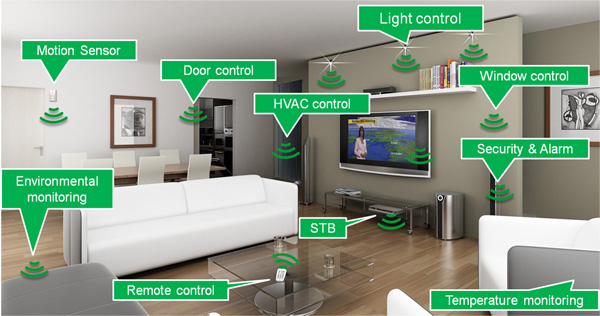 Light control
Motion Sensor
Door control
Window control
HVAC control
Security & Alarm
Environmental
monitoring
STB
Remote control
Temperature monitoring